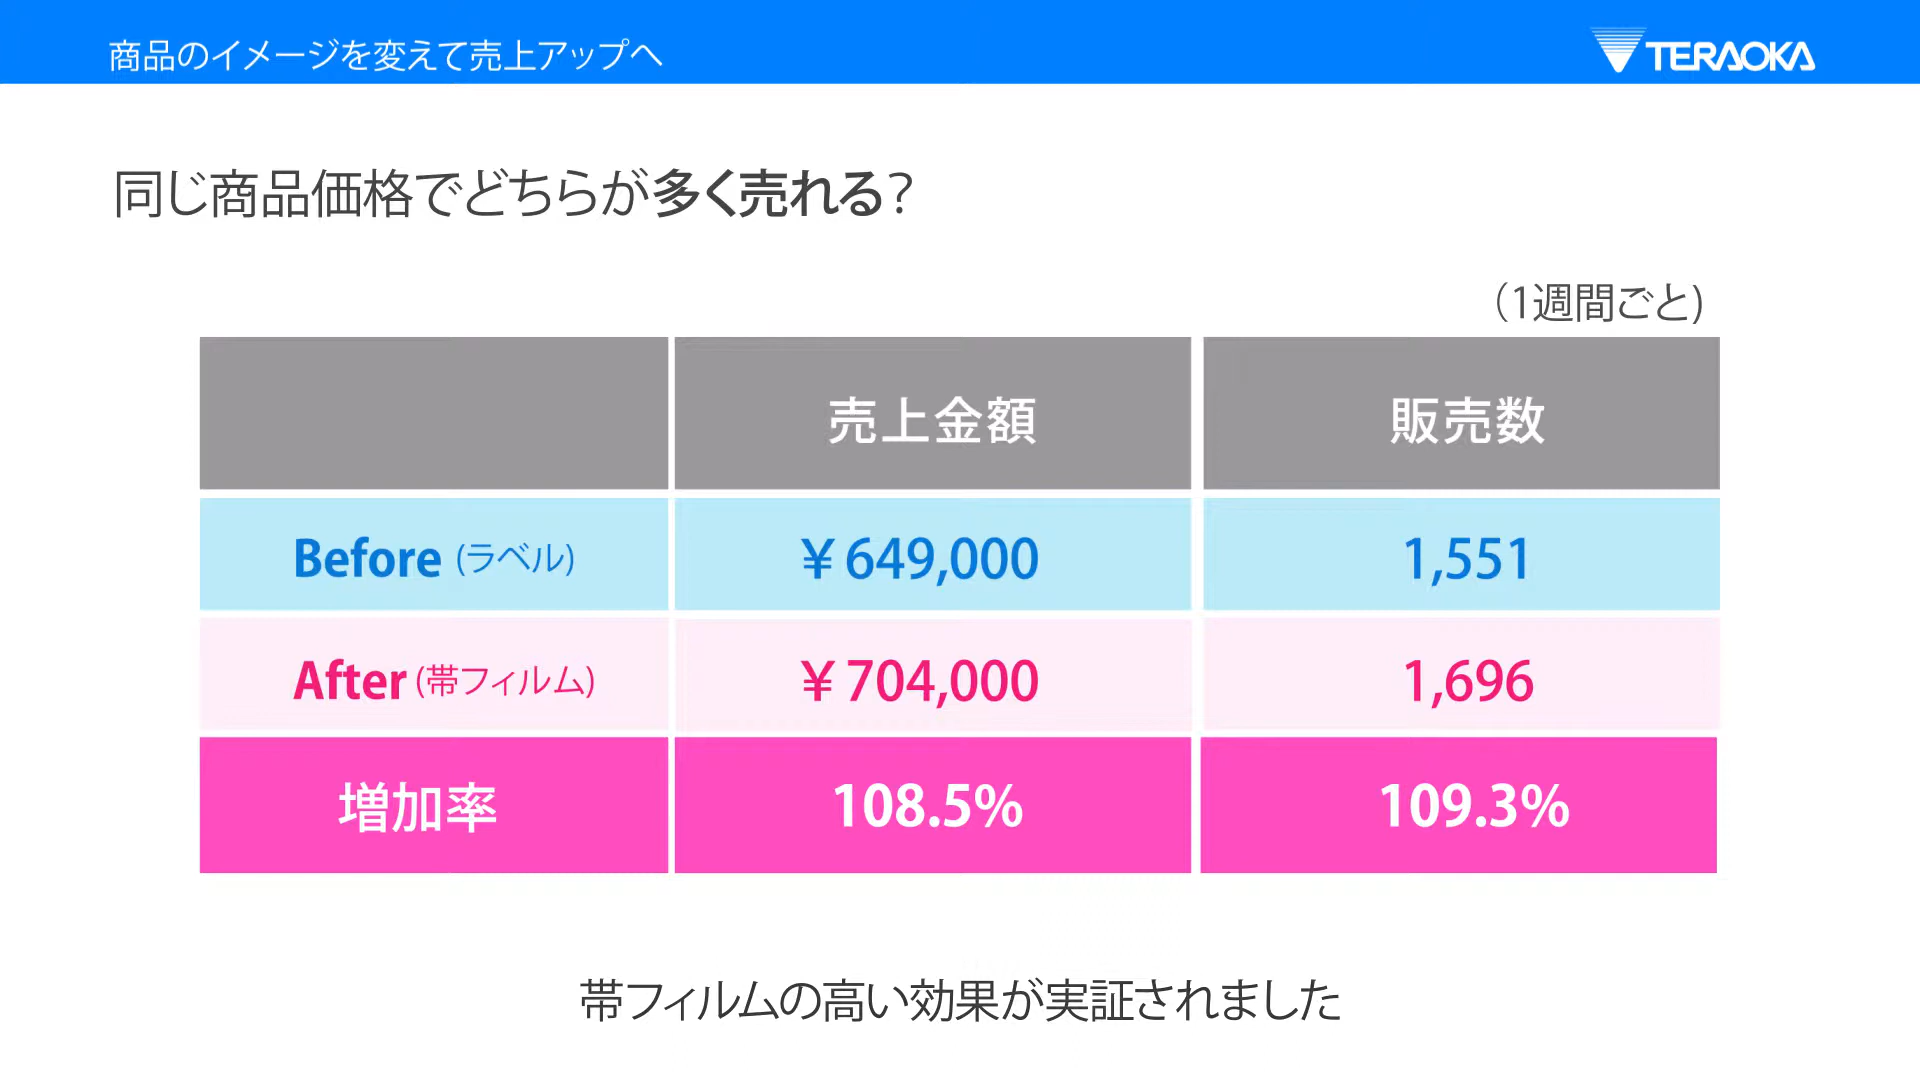 商品のイメージを変えて売上アップへ
TERAOKA
同じ商品価格でどちらが多く売れる？
（1週間ごと)
売上金額 販売数
Before (ラベル) ￥649,000 1,551
After (帯フィルム) ￥704,000 1,696
増加率 108.5% 109.3%
帯フィルムの高い効果が実証されました